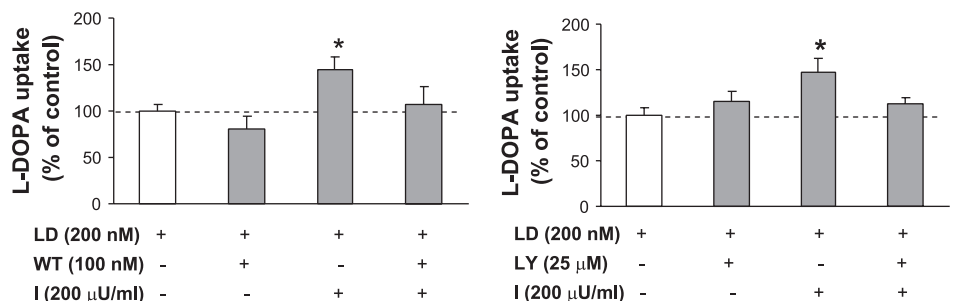 200
150
100
50
0
L-DOPA uptake
(% of control)
*
LD (200 nM) + + + +
WT (100 nM) - + - +
I (200 µU/ml) - - + +
200
150
100
50
0
L-DOPA uptake
(% of control)
*
LD (200 nM) + + + +
LY (25 µM) - + - +
I (200 µU/ml) - - + +